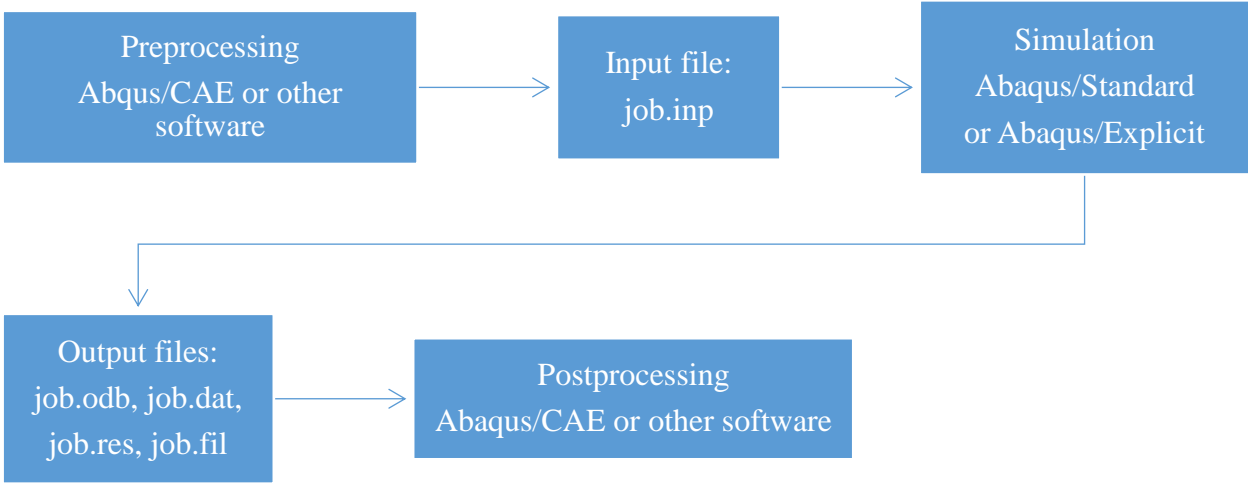 Preprocessing
Abqus/CAE or other
software
Input file:
job.inp
Simulation
Abaqus/Standard
or Abaqus/Explicit
Output files:
job.odb, job.dat,
job.res, job.fil
Postprocessing
Abaqus/CAE or other software